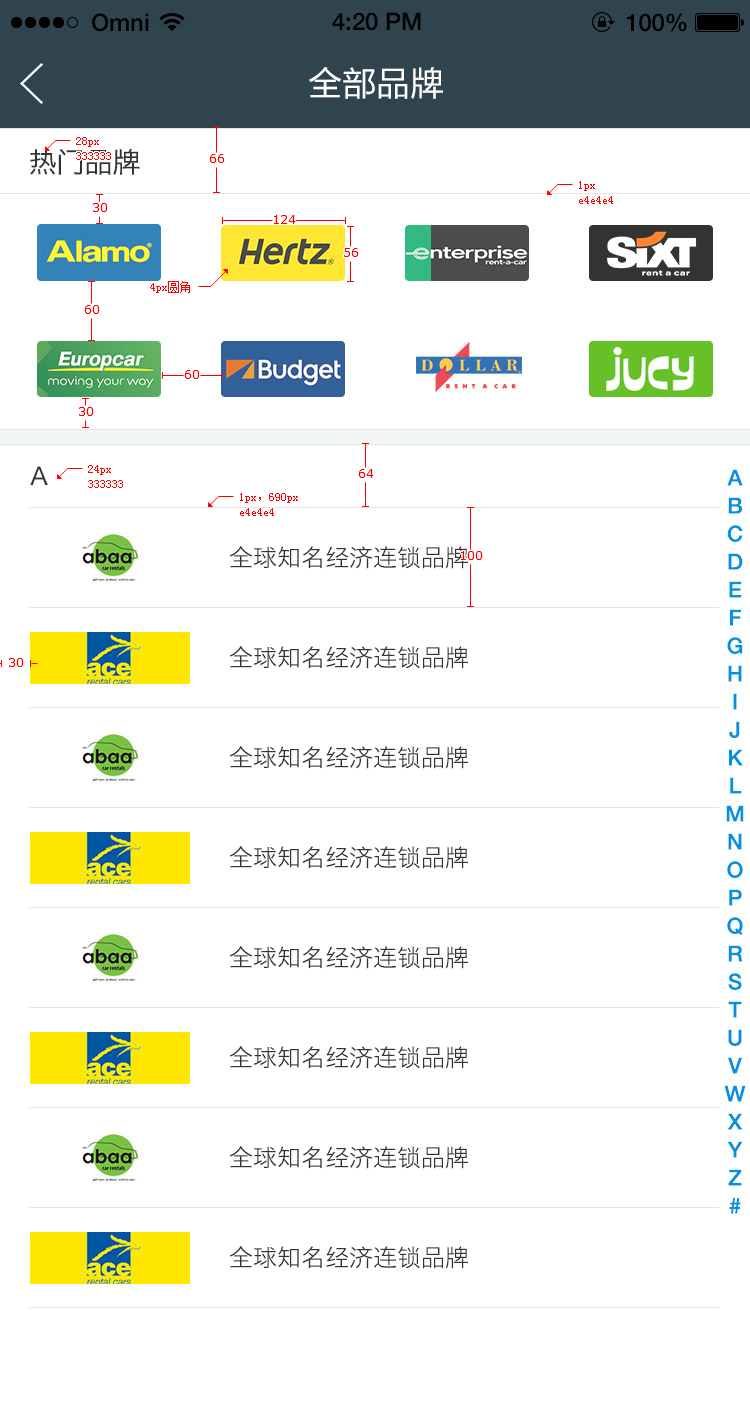 Omni 4:20 PM 100%
全部品牌
28px
333333
热门品牌
66
1px
e4e4e4
30
124
Alamo
Hertz
56
enterprise
rent-a-car
SiXT
rent a car
4px圆角
60
Europcar
moving your way
60
Budget
DOLLAR
RENT A CAR
jucy
30
A
24px
333333
64
1px，690px
e4e4e4
abaa
car rentals
全球知名经济连锁品牌
100
30
ace
rental cars
全球知名经济连锁品牌
abaa
car rentals
全球知名经济连锁品牌
ace
rental cars
全球知名经济连锁品牌
abaa
car rentals
全球知名经济连锁品牌
ace
rental cars
全球知名经济连锁品牌
abaa
car rentals
全球知名经济连锁品牌
ace
rental cars
全球知名经济连锁品牌
A
B
C
D
E
F
G
H
I
J
K
L
M
N
O
P
Q
R
S
T
U
V
W
X
Y
Z
#